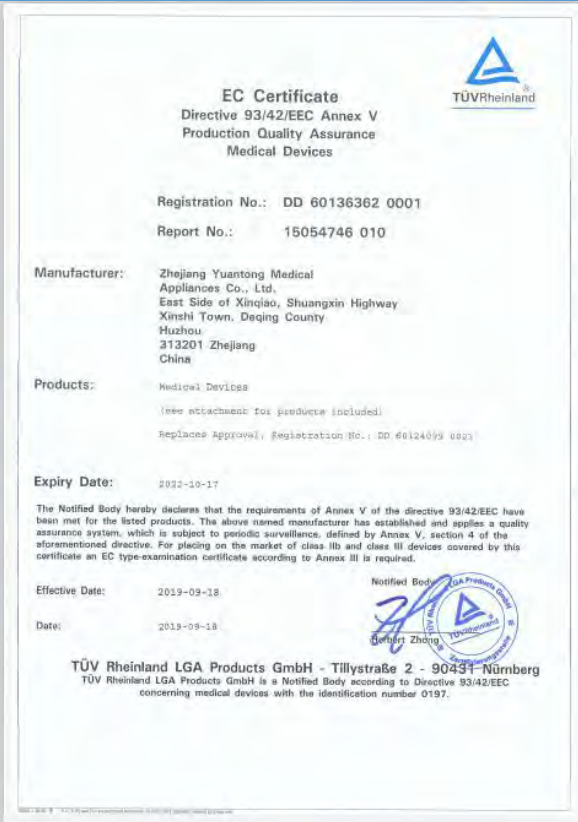 TÜVRheinland
®
EC Certificate
Directive 93/42/EEC Annex V
Production Quality Assurance
Medical Devices
Registration No.: DD 60136362 0001
Report No.: 15054746 010
Manufacturer: Zhejiang Yuantong Medical
Appliances Co., Ltd.
East Side of Xinqiao, Shuangxin Highway
Xinshi Town, Deqing County
Huzhou
313201 Zhejiang
China
Products: Medical Devices
(see attachment for products included)
Replaces Approval, Registration No.: DD 60124099 0001
Expiry Date: 2022-10-17
The Notified Body hereby declares that the requirements of Annex V of the directive 93/42/EEC have
been met for the listed products. The above named manufacturer has established and applies a quality
assurance system, which is subject to periodic surveillance, defined by Annex V, section 4 of the
aforementioned directive. For placing on the market of class IIb and class III devices covered by this
certificate an EC type-examination certificate according to Annex III is required.
Effective Date: 2019-09-18
Notified Body
Date: 2019-09-18
TÜV Rheinland LGA Products GmbH
TÜVRheinland
Zertifizierungsstelle
Herbert Zhong
TÜV Rheinland LGA Products GmbH - Tillystraße 2 - 90431 Nürnberg
TÜV Rheinland LGA Products GmbH is a Notified Body according to Directive 93/42/EEC
concerning medical devices with the identification number 0197.